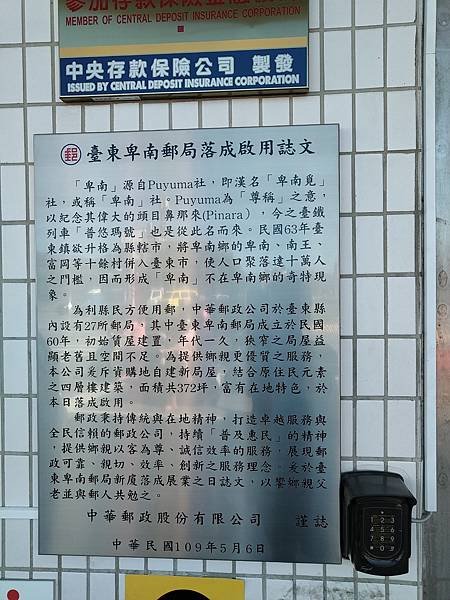 參加存款保險金融機構
MEMBER OF CENTRAL DEPOSIT INSURANCE CORPORATION
中央存款保險公司 製發
ISSUED BY CENTRAL DEPOSIT INSURANCE CORPORATION
郵 臺東卑南郵局落成啟用誌文
「卑南」源自Puyuma社，即漢名「卑南覓」
社，或稱「卑南」社。Puyuma為「尊稱」之意，
以紀念其偉大的頭目鼻那來(Pinara），今之臺鐵
列車「普悠瑪號」也是從此名而來。民國63年臺
東鎮欲升格為縣轄市，將卑南鄉的卑南、南王、
富岡等十餘村併入臺東市，使人口聚落達十萬人
之門檻，因而形成「卑南」不在卑南鄉的奇特現
象。
為利縣民方便用郵，中華郵政公司於臺東縣
內設有27所郵局，其中臺東卑南郵局成立於民國
60年，初始賃屋建置，年代一久，狹窄之局屋益
顯老舊且空間不足，為提供鄉親更優質之服務，
本公司爰斥資購地自建新局屋，結合原住民元素
之四層樓建築，面積共372坪，富有在地特色，於
本日落成啟用。
郵政秉持傳統與在地精神，打造卓越服務與
全民信賴的郵政公司，持續「普及惠民」的精神
，提供鄉親以客為尊、誠信效率的服務，展現郵
政可靠、親切、效率、創新之服務理念。爰於臺
東卑南郵局新廈落成展業之日誌文，以饗鄉親父
老並與郵人共勉之。
中華郵政股份有限公司 謹誌
中華民國109年5月6日
1 2 3
4 5 6
7 8 9
0